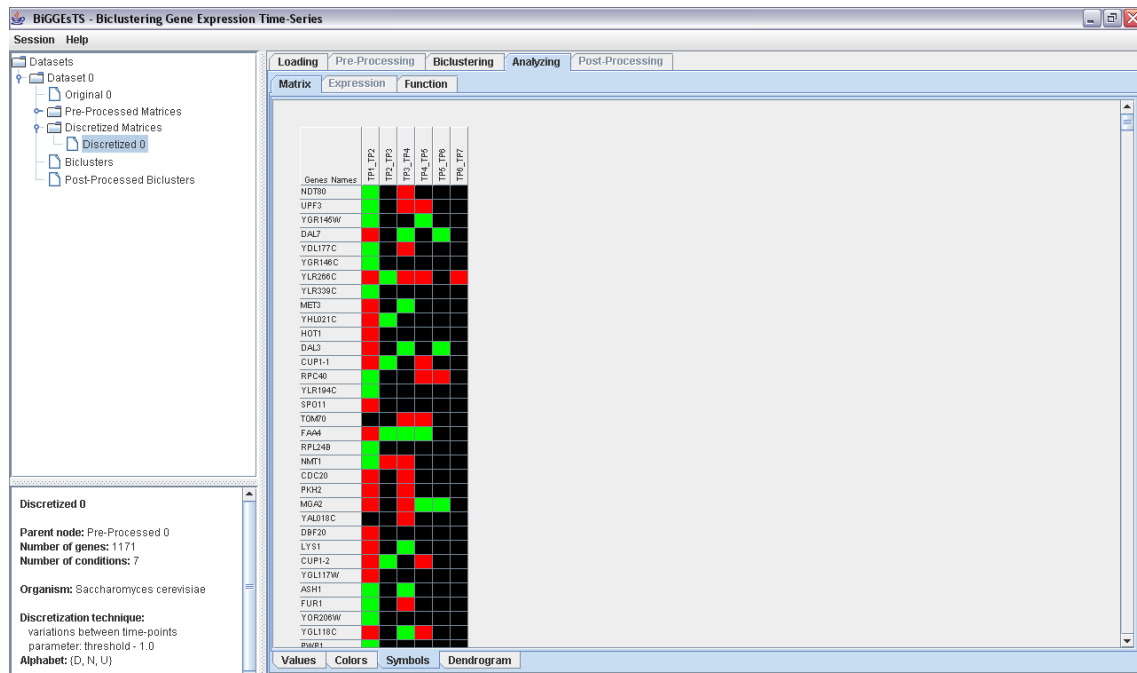 BiGGEsTS - Biclustering Gene Expression Time-Series
Session Help
Datasets
Dataset 0
Original 0
Pre-Processed Matrices
Discretized Matrices
Discretized 0
Biclusters
Post-Processed Biclusters
Discretized 0
Parent node: Pre-Processed 0
Number of genes: 1171
Number of conditions: 7
Organism: Saccharomyces cerevisiae
Discretization technique:
variations between time-points
parameter: threshold - 1.0
Alphabet: {D, N, U}
Loading Pre-Processing Biclustering Analyzing Post-Processing
Matrix Expression Function
Genes Names TP1_TP2 TP2_TP3 TP3_TP4 TP4_TP5 TP5_TP6 TP6_TP7
NDT80
UPF3
YGR145W
DAL7
YDL177C
YGR146C
YLR266C
YLR339C
MET3
YHL021C
HOT1
DAL3
CUP1-1
RPC40
YLR194C
SPO11
TOM70
FAA4
RPL24B
NMT1
CDC20
PKH2
MGA2
YAL018C
DBF20
LYS1
CUP1-2
YGL117W
ASH1
FUR1
YOR206W
YGL118C
PWP1
Values Colors Symbols Dendrogram